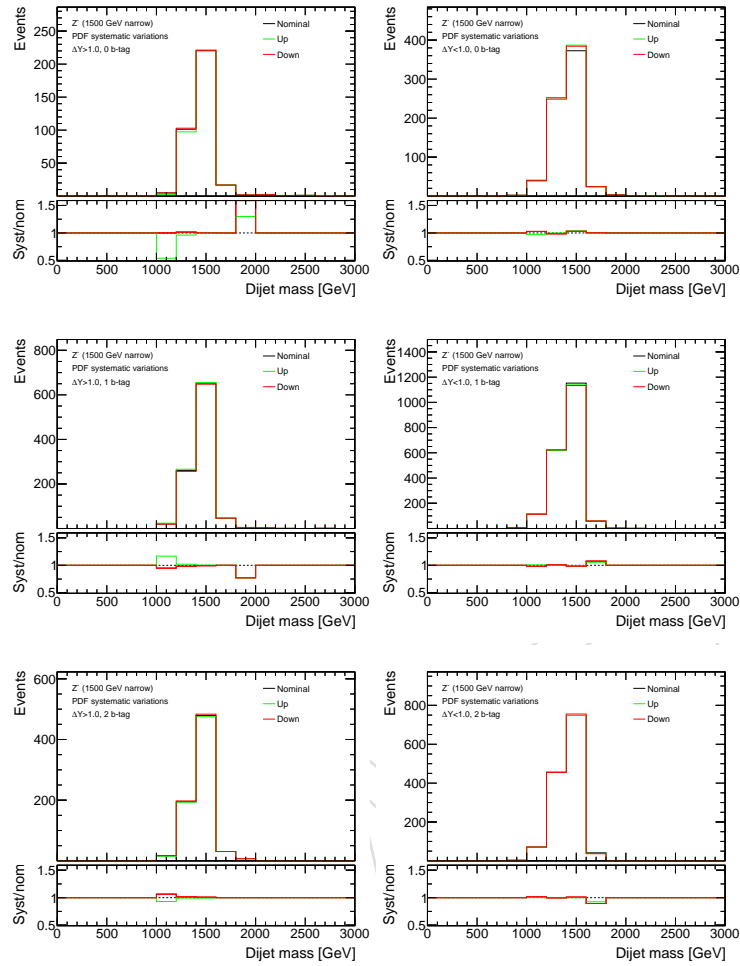 Events
250
200
150
100
50
Z′ (1500 GeV narrow)
PDF systematic variations
ΔY>1.0, 0 b-tag
Nominal
Up
Down
Syst/nom
1.5
1
0.5
0 500 1000 1500 2000 2500 3000
Dijet mass [GeV]
Events
400
300
200
100
Z′ (1500 GeV narrow)
PDF systematic variations
ΔY<1.0, 0 b-tag
Nominal
Up
Down
Syst/nom
1.5
1
0.5
0 500 1000 1500 2000 2500 3000
Dijet mass [GeV]
Events
800
600
400
200
Z′ (1500 GeV narrow)
PDF systematic variations
ΔY>1.0, 1 b-tag
Nominal
Up
Down
Syst/nom
1.5
1
0.5
0 500 1000 1500 2000 2500 3000
Dijet mass [GeV]
Events
1400
1200
1000
800
600
400
200
Z′ (1500 GeV narrow)
PDF systematic variations
ΔY<1.0, 1 b-tag
Nominal
Up
Down
Syst/nom
1.5
1
0.5
0 500 1000 1500 2000 2500 3000
Dijet mass [GeV]
Events
600
400
200
Z′ (1500 GeV narrow)
PDF systematic variations
ΔY>1.0, 2 b-tag
Nominal
Up
Down
Syst/nom
1.5
1
0.5
0 500 1000 1500 2000 2500 3000
Dijet mass [GeV]
Events
800
600
400
200
Z′ (1500 GeV narrow)
PDF systematic variations
ΔY<1.0, 2 b-tag
Nominal
Up
Down
Syst/nom
1.5
1
0.5
0 500 1000 1500 2000 2500 3000
Dijet mass [GeV]